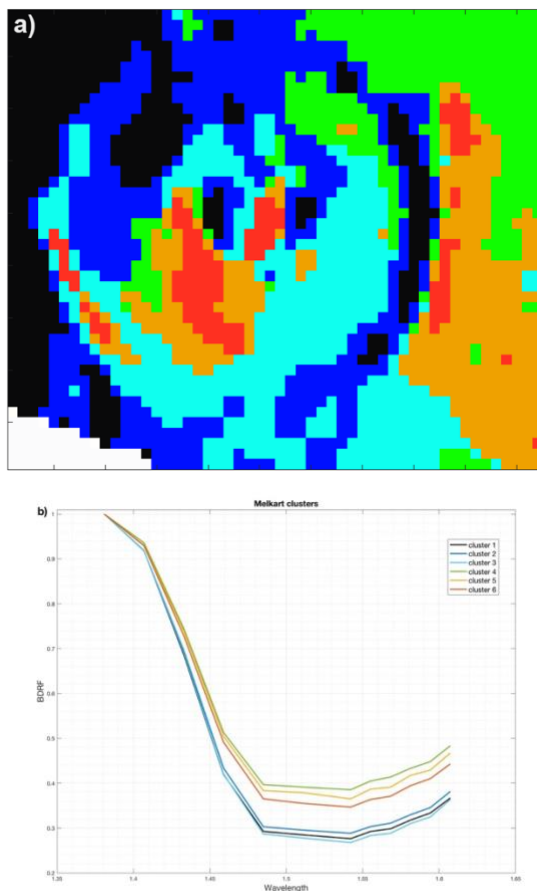 a)
b)
Melkart clusters
1
0.9
0.8
0.7
0.6
0.5
0.4
0.3
0.2
BDRF
cluster 1
cluster 2
cluster 3
cluster 4
cluster 5
cluster 6
1.35
1.4
1.45
1.5
1.55
1.6
1.65
Wavelength